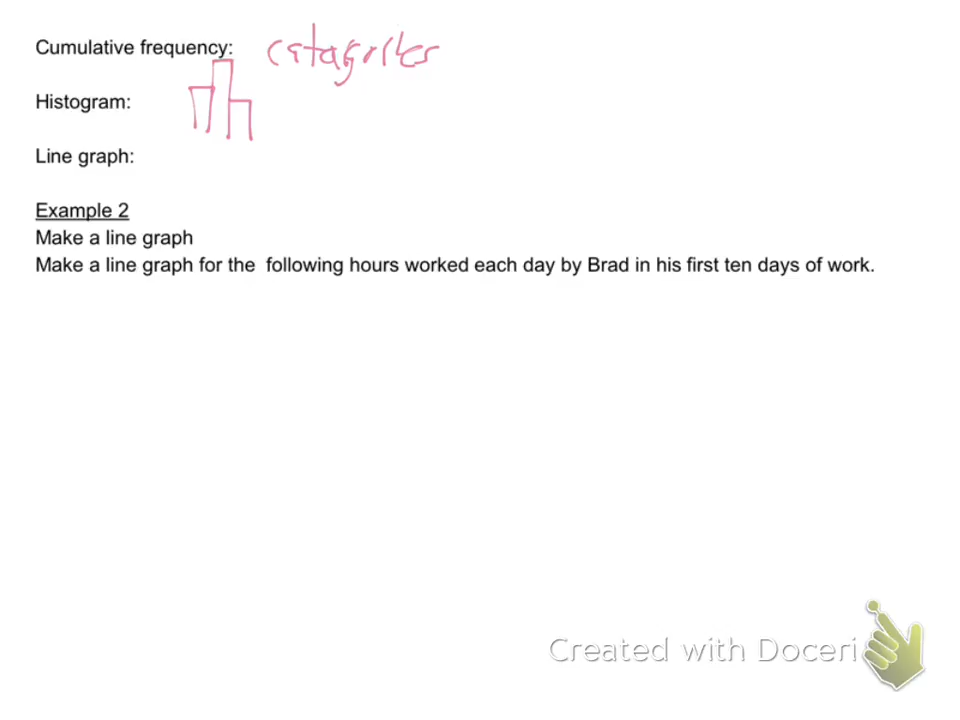 Cumulative frequency: catagories
Histogram:
Line graph:
Example 2
Make a line graph
Make a line graph for the following hours worked each day by Brad in his first ten days of work.
Created with Doceri